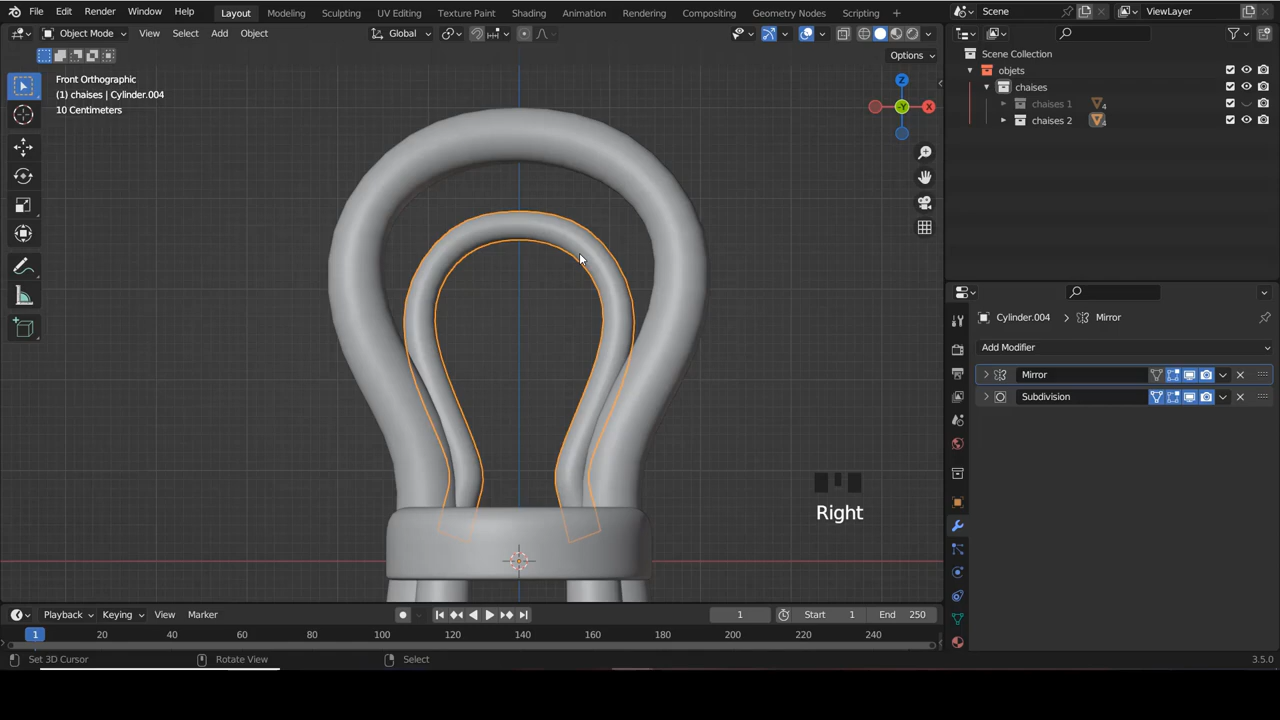 File Edit Render Window Help Layout Modeling Sculpting UV Editing Texture Paint Shading Animation Rendering Compositing Geometry Nodes Scripting + Scene ViewLayer
Object Mode View Select Add Object Global
Options
Scene Collection
objets
chaises
chaises 1 4
chaises 2 4
Front Orthographic
(1) chaises | Cylinder.004
10 Centimeters
Z
X
-Y
Cylinder.004 > Mirror
Add Modifier
Mirror
Subdivision
Right
Playback Keying View Marker 1 Start 1 End 250
1 20 40 60 80 100 120 140 160 180 200 220 240
Set 3D Cursor Rotate View Select 3.5.0